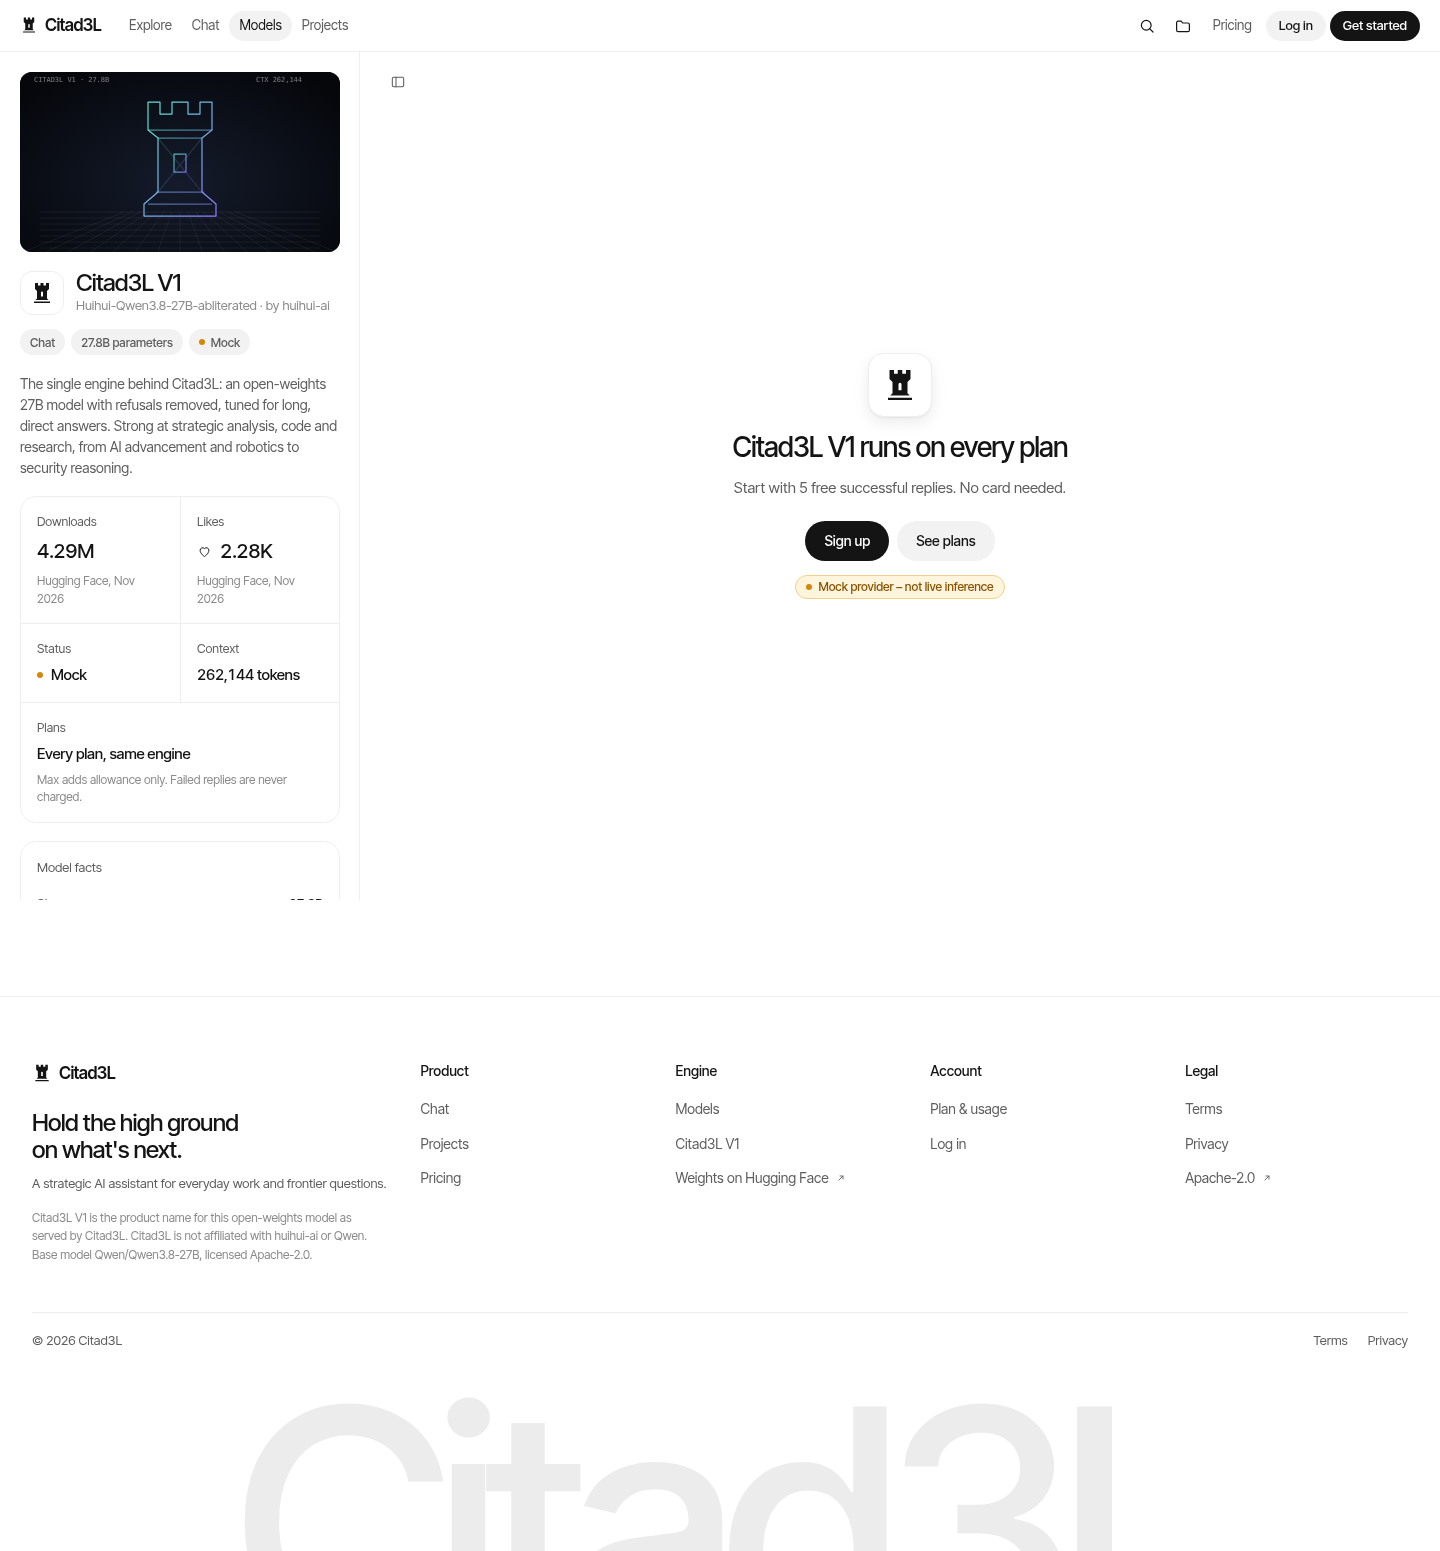 Citad3L
Explore
Chat
Models
Projects
Pricing
Log in
Get started
CITAD3L V1 · 27.8B
CTX 262,144
Citad3L V1
Huihui-Qwen3.8-27B-abliterated · by huihui-ai
Chat
27.8B parameters
Mock
The single engine behind Citad3L: an open-weights
27B model with refusals removed, tuned for long,
direct answers. Strong at strategic analysis, code and
research, from AI advancement and robotics to
security reasoning.
Downloads
4.29M
Hugging Face, Nov
2026
Likes
2.28K
Hugging Face, Nov
2026
Status
Mock
Context
262,144 tokens
Plans
Every plan, same engine
Max adds allowance only. Failed replies are never
charged.
Model facts
Citad3L V1 runs on every plan
Start with 5 free successful replies. No card needed.
Sign up
See plans
Mock provider – not live inference
Citad3L
Hold the high ground
on what's next.
A strategic AI assistant for everyday work and frontier questions.
Citad3L V1 is the product name for this open-weights model as
served by Citad3L. Citad3L is not affiliated with huihui-ai or Qwen.
Base model Qwen/Qwen3.8-27B, licensed Apache-2.0.
Product
Chat
Projects
Pricing
Engine
Models
Citad3L V1
Weights on Hugging Face
Account
Plan & usage
Log in
Legal
Terms
Privacy
Apache-2.0
© 2026 Citad3L
Terms
Privacy
Citad3L